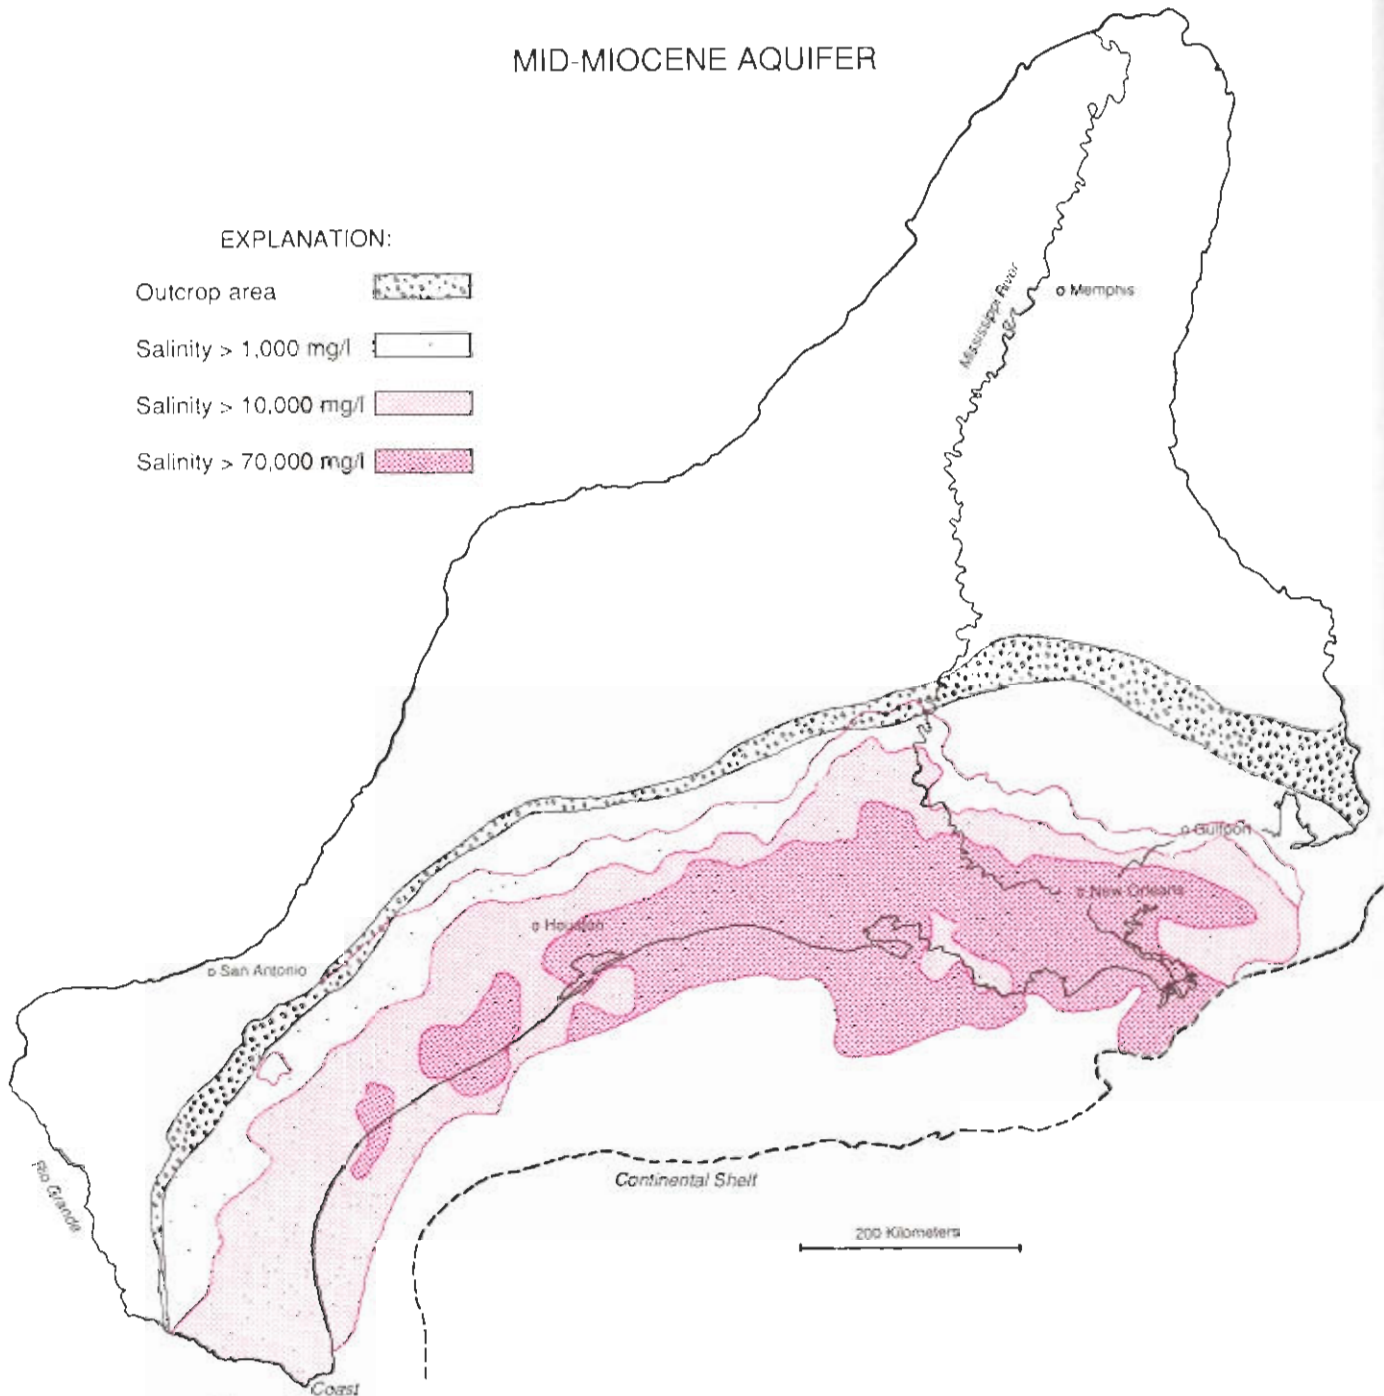 MID-MIOCENE AQUIFER
EXPLANATION:
Outcrop area
Salinity > 1,000 mg/l
Salinity > 10,000 mg/l
Salinity > 70,000 mg/l
Mississippi River
Memphis
Gulfport
New Orleans
Houston
San Antonio
Rio Grande
Continental Shelf
200 Kilometers
Coast